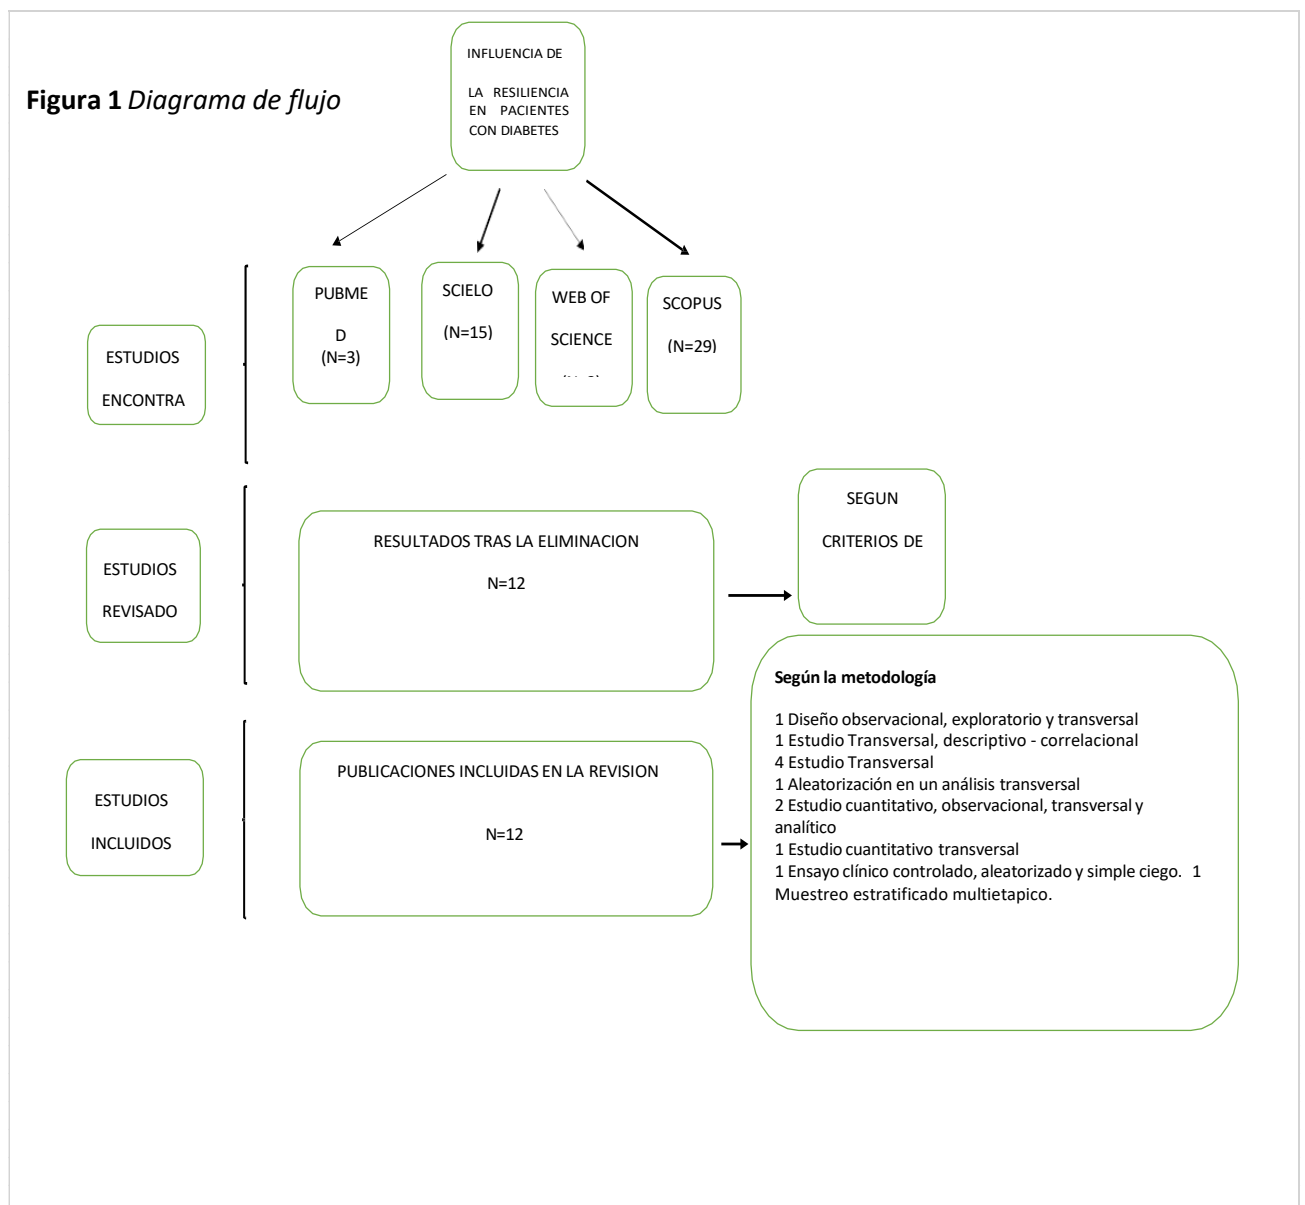 INFLUENCIA DE
LA RESILIENCIA
EN PACIENTES
CON DIABETES
Figura 1 Diagrama de flujo
PUBME
D
(N=3)
SCIELO
(N=15)
WEB OF
SCIENCE
SCOPUS
(N=29)
ESTUDIOS
ENCONTRA
SEGUN
CRITERIOS DE
RESULTADOS TRAS LA ELIMINACION
N=12
ESTUDIOS
REVISADO
Según la metodología
1 Diseño observacional, exploratorio y transversal
1 Estudio Transversal, descriptivo - correlacional
4 Estudio Transversal
1 Aleatorización en un análisis transversal
2 Estudio cuantitativo, observacional, transversal y
analítico
1 Estudio cuantitativo transversal
1 Ensayo clínico controlado, aleatorizado y simple ciego. 1
Muestreo estratificado multietapico.
PUBLICACIONES INCLUIDAS EN LA REVISION
N=12
ESTUDIOS
INCLUIDOS